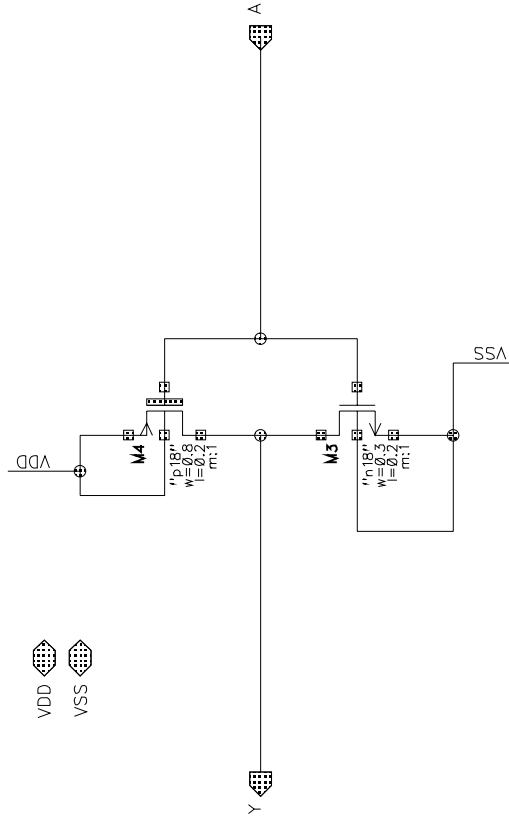 A
VDD
M4
"p18"
w=0.8
l=0.2
m:1
M3
"n18"
w=0.3
l=0.2
m:1
VSS
VDD
VSS
Y